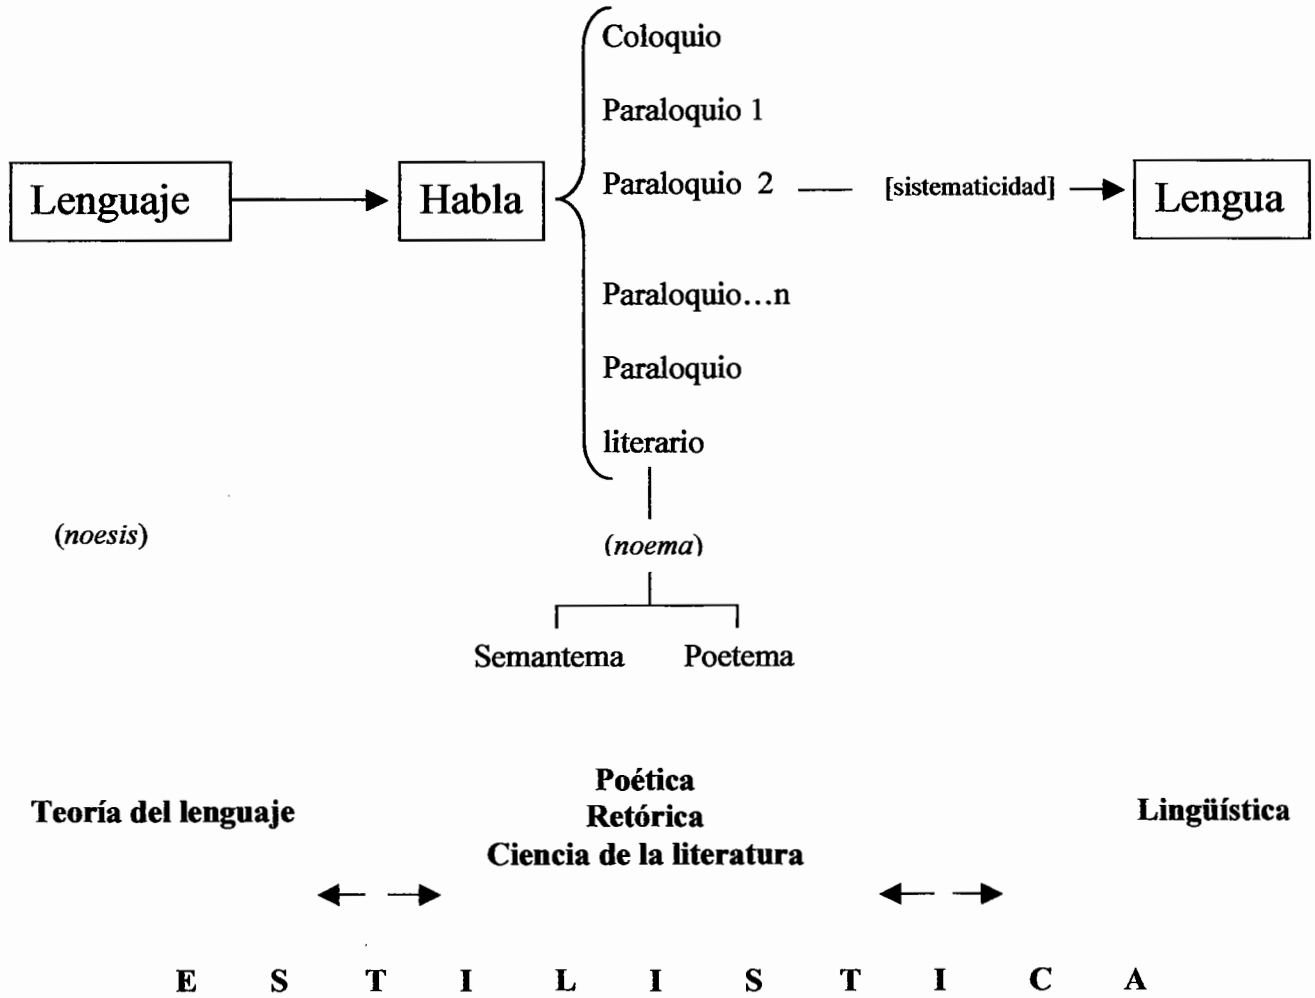 Coloquio
Paraloquio 1
Lenguaje Habla Paraloquio 2 [sistematicidad] Lengua
Paraloquio...n
Paraloquio
literario
(noesis) (noema)
Semantema Poetema
Poética
Teoría del lenguaje Retórica Lingüística
Ciencia de la literatura
E S T I L I S T I C A